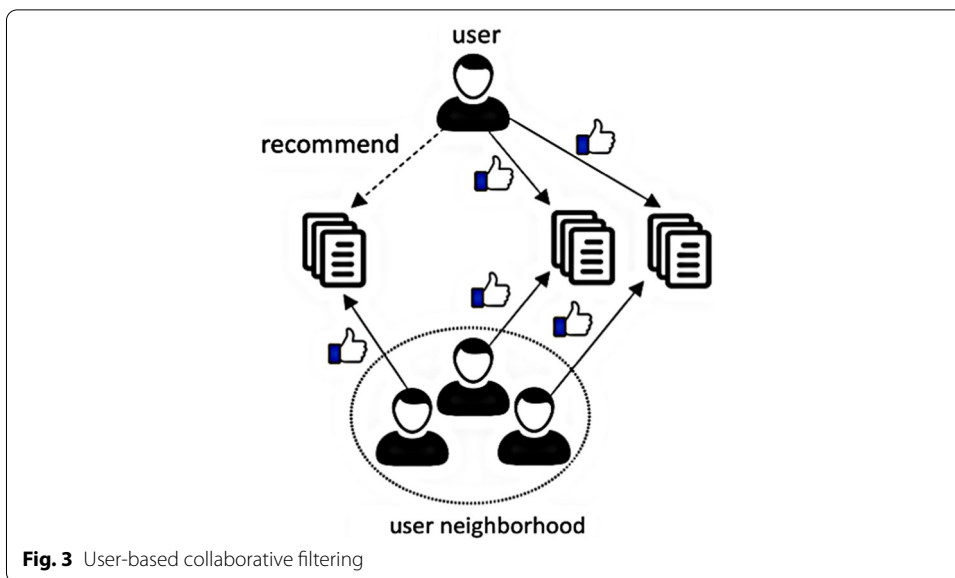 user
recommend
user neighborhood
Fig. 3 User-based collaborative filtering